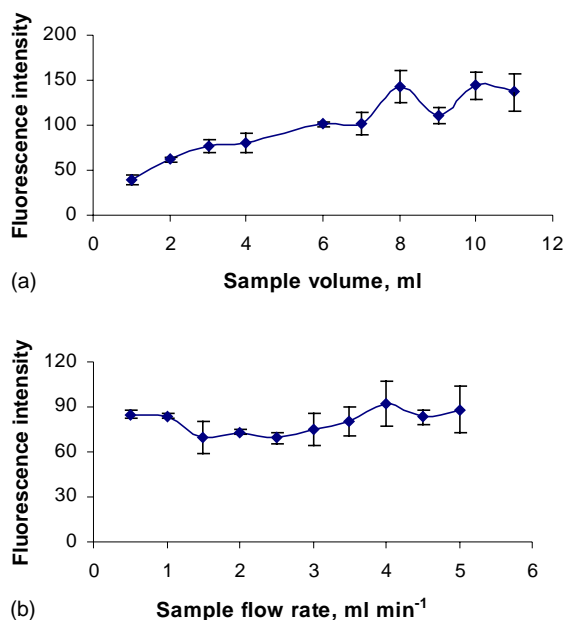 200
150
100
50
0
0 2 4 6 8 10 12
Fluorescence intensity
Sample volume, ml
(a)
120
90
60
30
0
0 1 2 3 4 5 6
Fluorescence intensity
Sample flow rate, ml min⁻¹
(b)